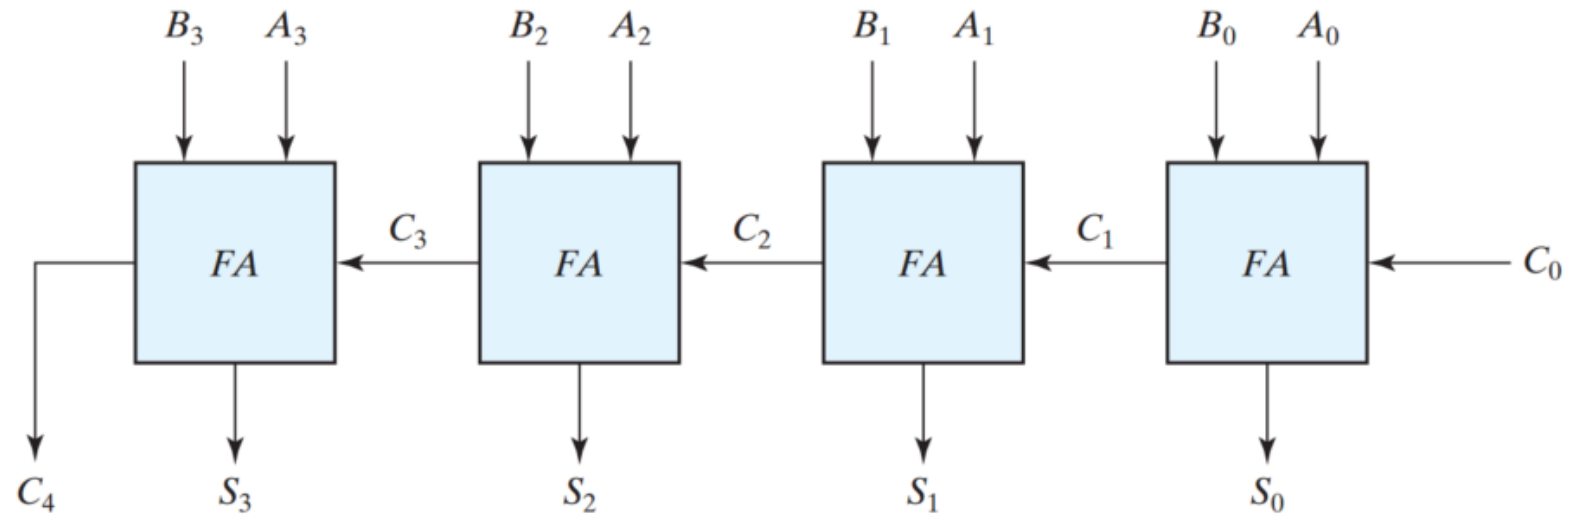 B₃ A₃ B₂ A₂ B₁ A₁ B₀ A₀
C₃ C₂ C₁
FA FA FA FA C₀
C₄ S₃ S₂ S₁ S₀